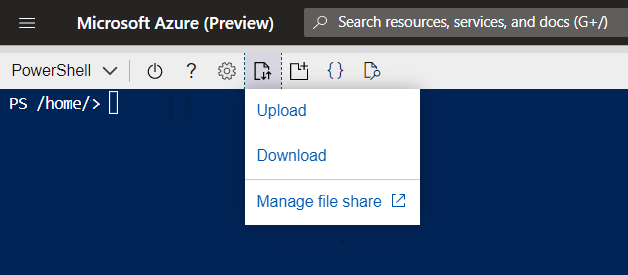 Microsoft Azure (Preview)
Search resources, services, and docs (G+/)
PowerShell
?
{}
PS /home/>
Upload
Download
Manage file share